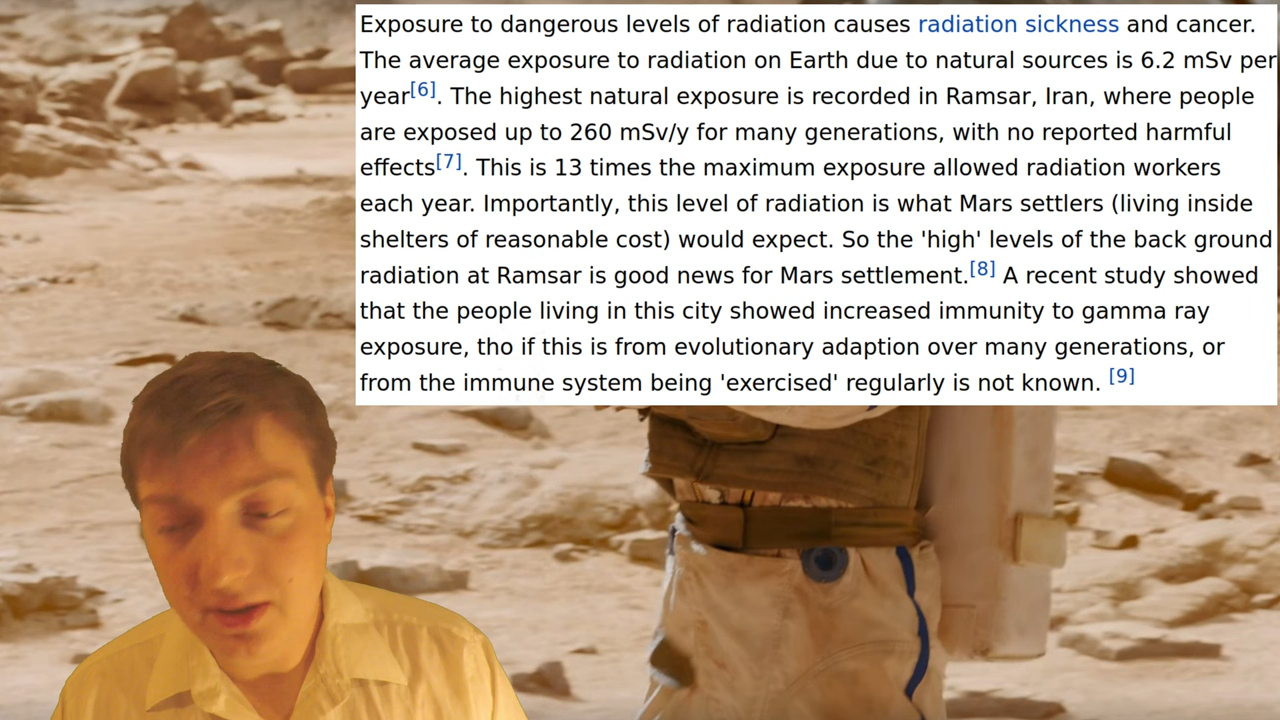 Exposure to dangerous levels of radiation causes radiation sickness and cancer.
The average exposure to radiation on Earth due to natural sources is 6.2 mSv per
year[6]. The highest natural exposure is recorded in Ramsar, Iran, where people
are exposed up to 260 mSv/y for many generations, with no reported harmful
effects[7]. This is 13 times the maximum exposure allowed radiation workers
each year. Importantly, this level of radiation is what Mars settlers (living inside
shelters of reasonable cost) would expect. So the 'high' levels of the back ground
radiation at Ramsar is good news for Mars settlement.[8] A recent study showed
that the people living in this city showed increased immunity to gamma ray
exposure, tho if this is from evolutionary adaption over many generations, or
from the immune system being 'exercised' regularly is not known. [9]